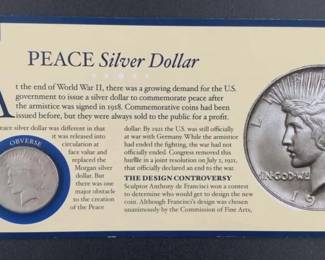 PEACE Silver Dollar
A
t the end of World War II, there was a growing demand for the U.S.
government to issue a silver dollar to commemorate peace after
the armistice was signed in 1918. Commemorative coins had been
issued before, but they were always sold to the public for a profit.
peace silver dollar was different in that
it was released into
circulation at
face value and
replaced the
Morgan silver
dollar. But
there was one
major obstacle
to the creation
of the Peace
OBVERSE
dollar: By 1921 the U.S. was still officially
at war with Germany. While the armistice
had ended the fighting, the war had not
officially ended. Congress removed this
hurdle in a joint resolution on July 2, 1921,
that officially declared an end to the war.
THE DESIGN CONTROVERSY
Sculptor Anthony de Francisci won a contest
to determine who would get to design the new
coin. Although Francisci's design was chosen
unanimously by the Commission of Fine Arts,
IN·GOD·W
19